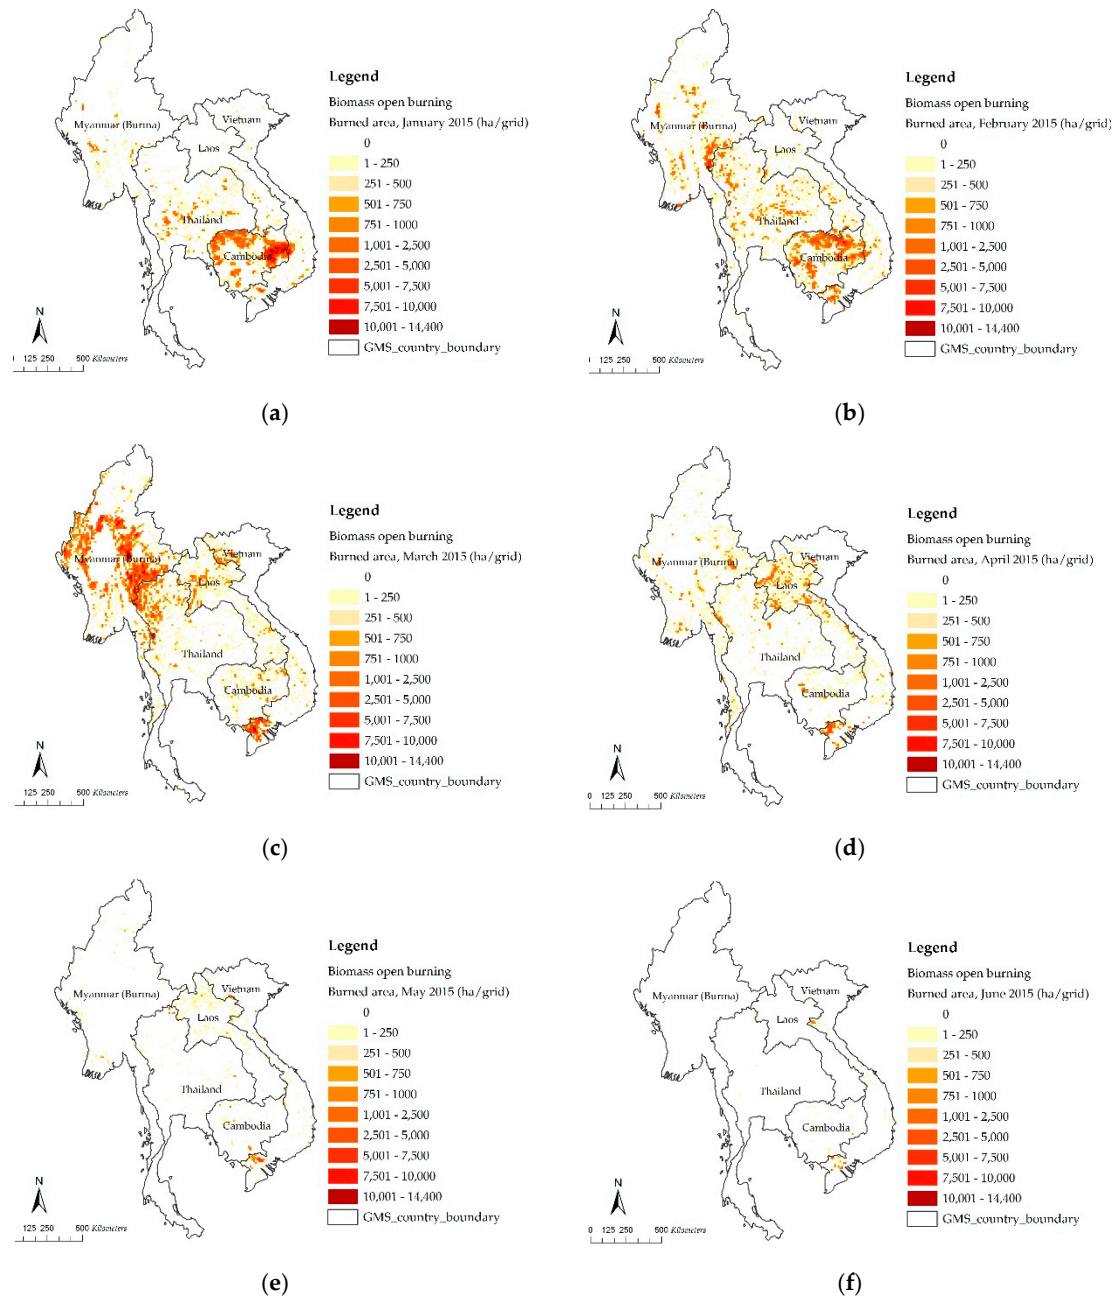 Legend
Biomass open burning
Burned area, January 2015 (ha/grid)
0
1 - 250
251 - 500
501 - 750
751 - 1000
1,001 - 2,500
2,501 - 5,000
5,001 - 7,500
7,501 - 10,000
10,001 - 14,400
GMS_country_boundary
Myanmar (Burma)
Vietnam
Laos
Thailand
Cambodia
N
125 250 500 Kilometers
(a)
Legend
Biomass open burning
Burned area, February 2015 (ha/grid)
0
1 - 250
251 - 500
501 - 750
751 - 1000
1,001 - 2,500
2,501 - 5,000
5,001 - 7,500
7,501 - 10,000
10,001 - 14,400
GMS_country_boundary
Myanmar (Burma)
Vietnam
Laos
Thailand
Cambodia
N
0 125 250 500 Kilometers
(b)
Legend
Biomass open burning
Burned area, March 2015 (ha/grid)
0
1 - 250
251 - 500
501 - 750
751 - 1000
1,001 - 2,500
2,501 - 5,000
5,001 - 7,500
7,501 - 10,000
10,001 - 14,400
GMS_country_boundary
Myanmar (Burma)
Vietnam
Laos
Thailand
Cambodia
N
125 250 500 Kilometers
(c)
Legend
Biomass open burning
Burned area, April 2015 (ha/grid)
0
1 - 250
251 - 500
501 - 750
751 - 1000
1,001 - 2,500
2,501 - 5,000
5,001 - 7,500
7,501 - 10,000
10,001 - 14,400
GMS_country_boundary
Myanmar (Burma)
Vietnam
Laos
Thailand
Cambodia
N
0 125 250 500 Kilometers
(d)
Legend
Biomass open burning
Burned area, May 2015 (ha/grid)
0
1 - 250
251 - 500
501 - 750
751 - 1000
1,001 - 2,500
2,501 - 5,000
5,001 - 7,500
7,501 - 10,000
10,001 - 14,400
GMS_country_boundary
Myanmar (Burma)
Vietnam
Laos
Thailand
Cambodia
N
125 250 500 Kilometers
(e)
Legend
Biomass open burning
Burned area, June 2015 (ha/grid)
0
1 - 250
251 - 500
501 - 750
751 - 1000
1,001 - 2,500
2,501 - 5,000
5,001 - 7,500
7,501 - 10,000
10,001 - 14,400
GMS_country_boundary
Myanmar (Burma)
Vietnam
Laos
Thailand
Cambodia
N
0 125 250 500 Kilometers
(f)